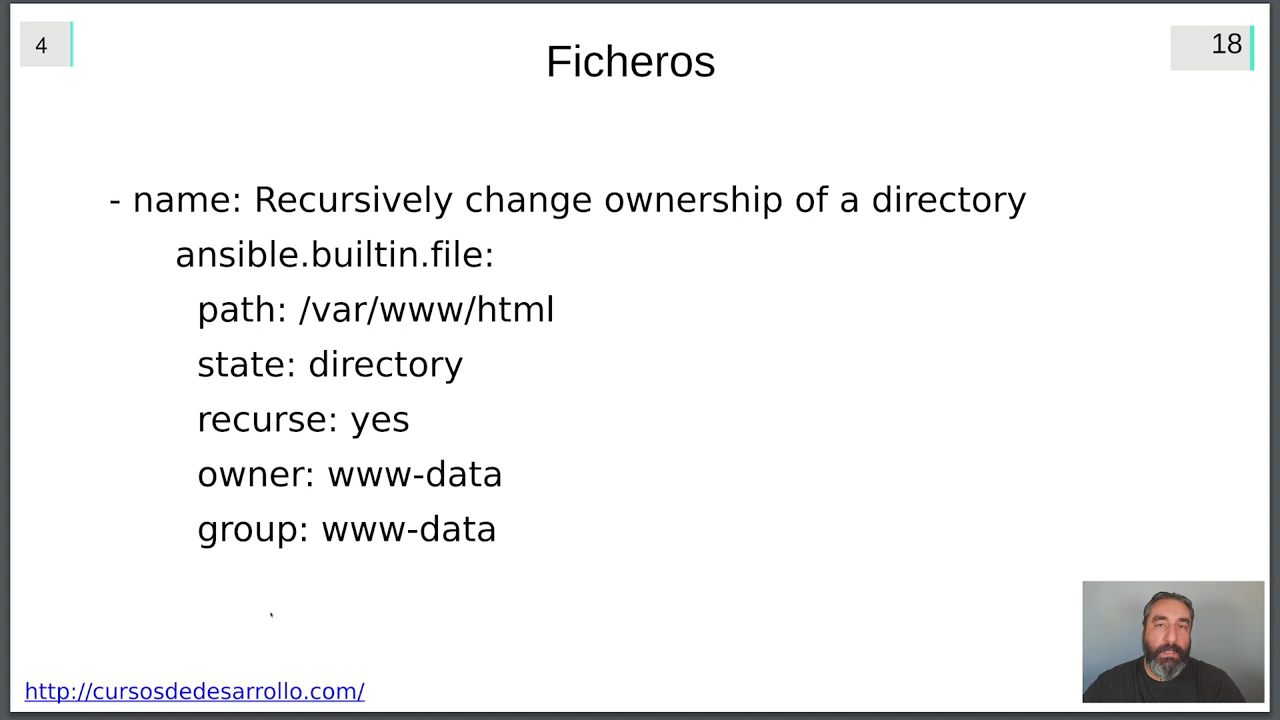 4
Ficheros
18
- name: Recursively change ownership of a directory
ansible.builtin.file:
path: /var/www/html
state: directory
recurse: yes
owner: www-data
group: www-data
http://cursosdedesarrollo.com/